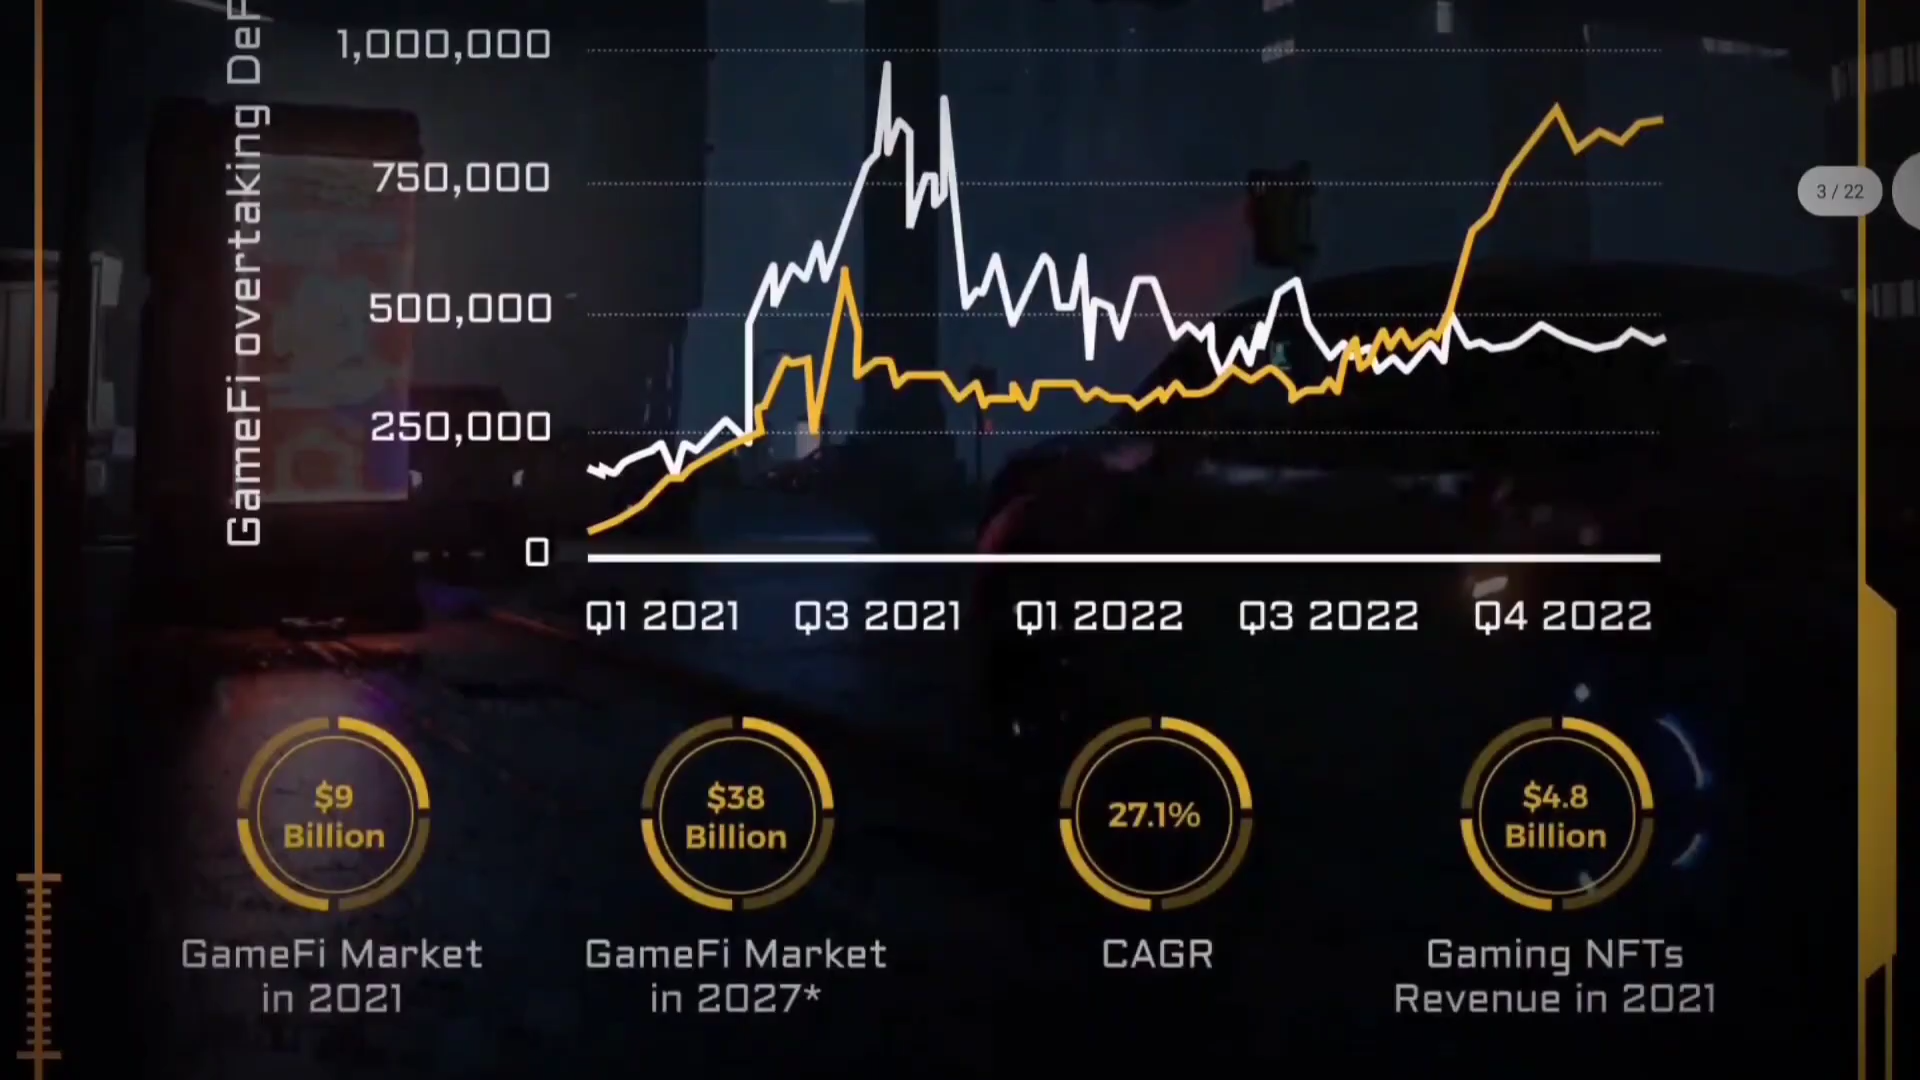 GameFi overtaking DeF
1,000,000
750,000
500,000
250,000
0
Q1 2021 Q3 2021 Q1 2022 Q3 2022 Q4 2022
3 / 22
$9
Billion
GameFi Market
in 2021
$38
Billion
GameFi Market
in 2027*
27.1%
CAGR
$4.8
Billion
Gaming NFTs
Revenue in 2021